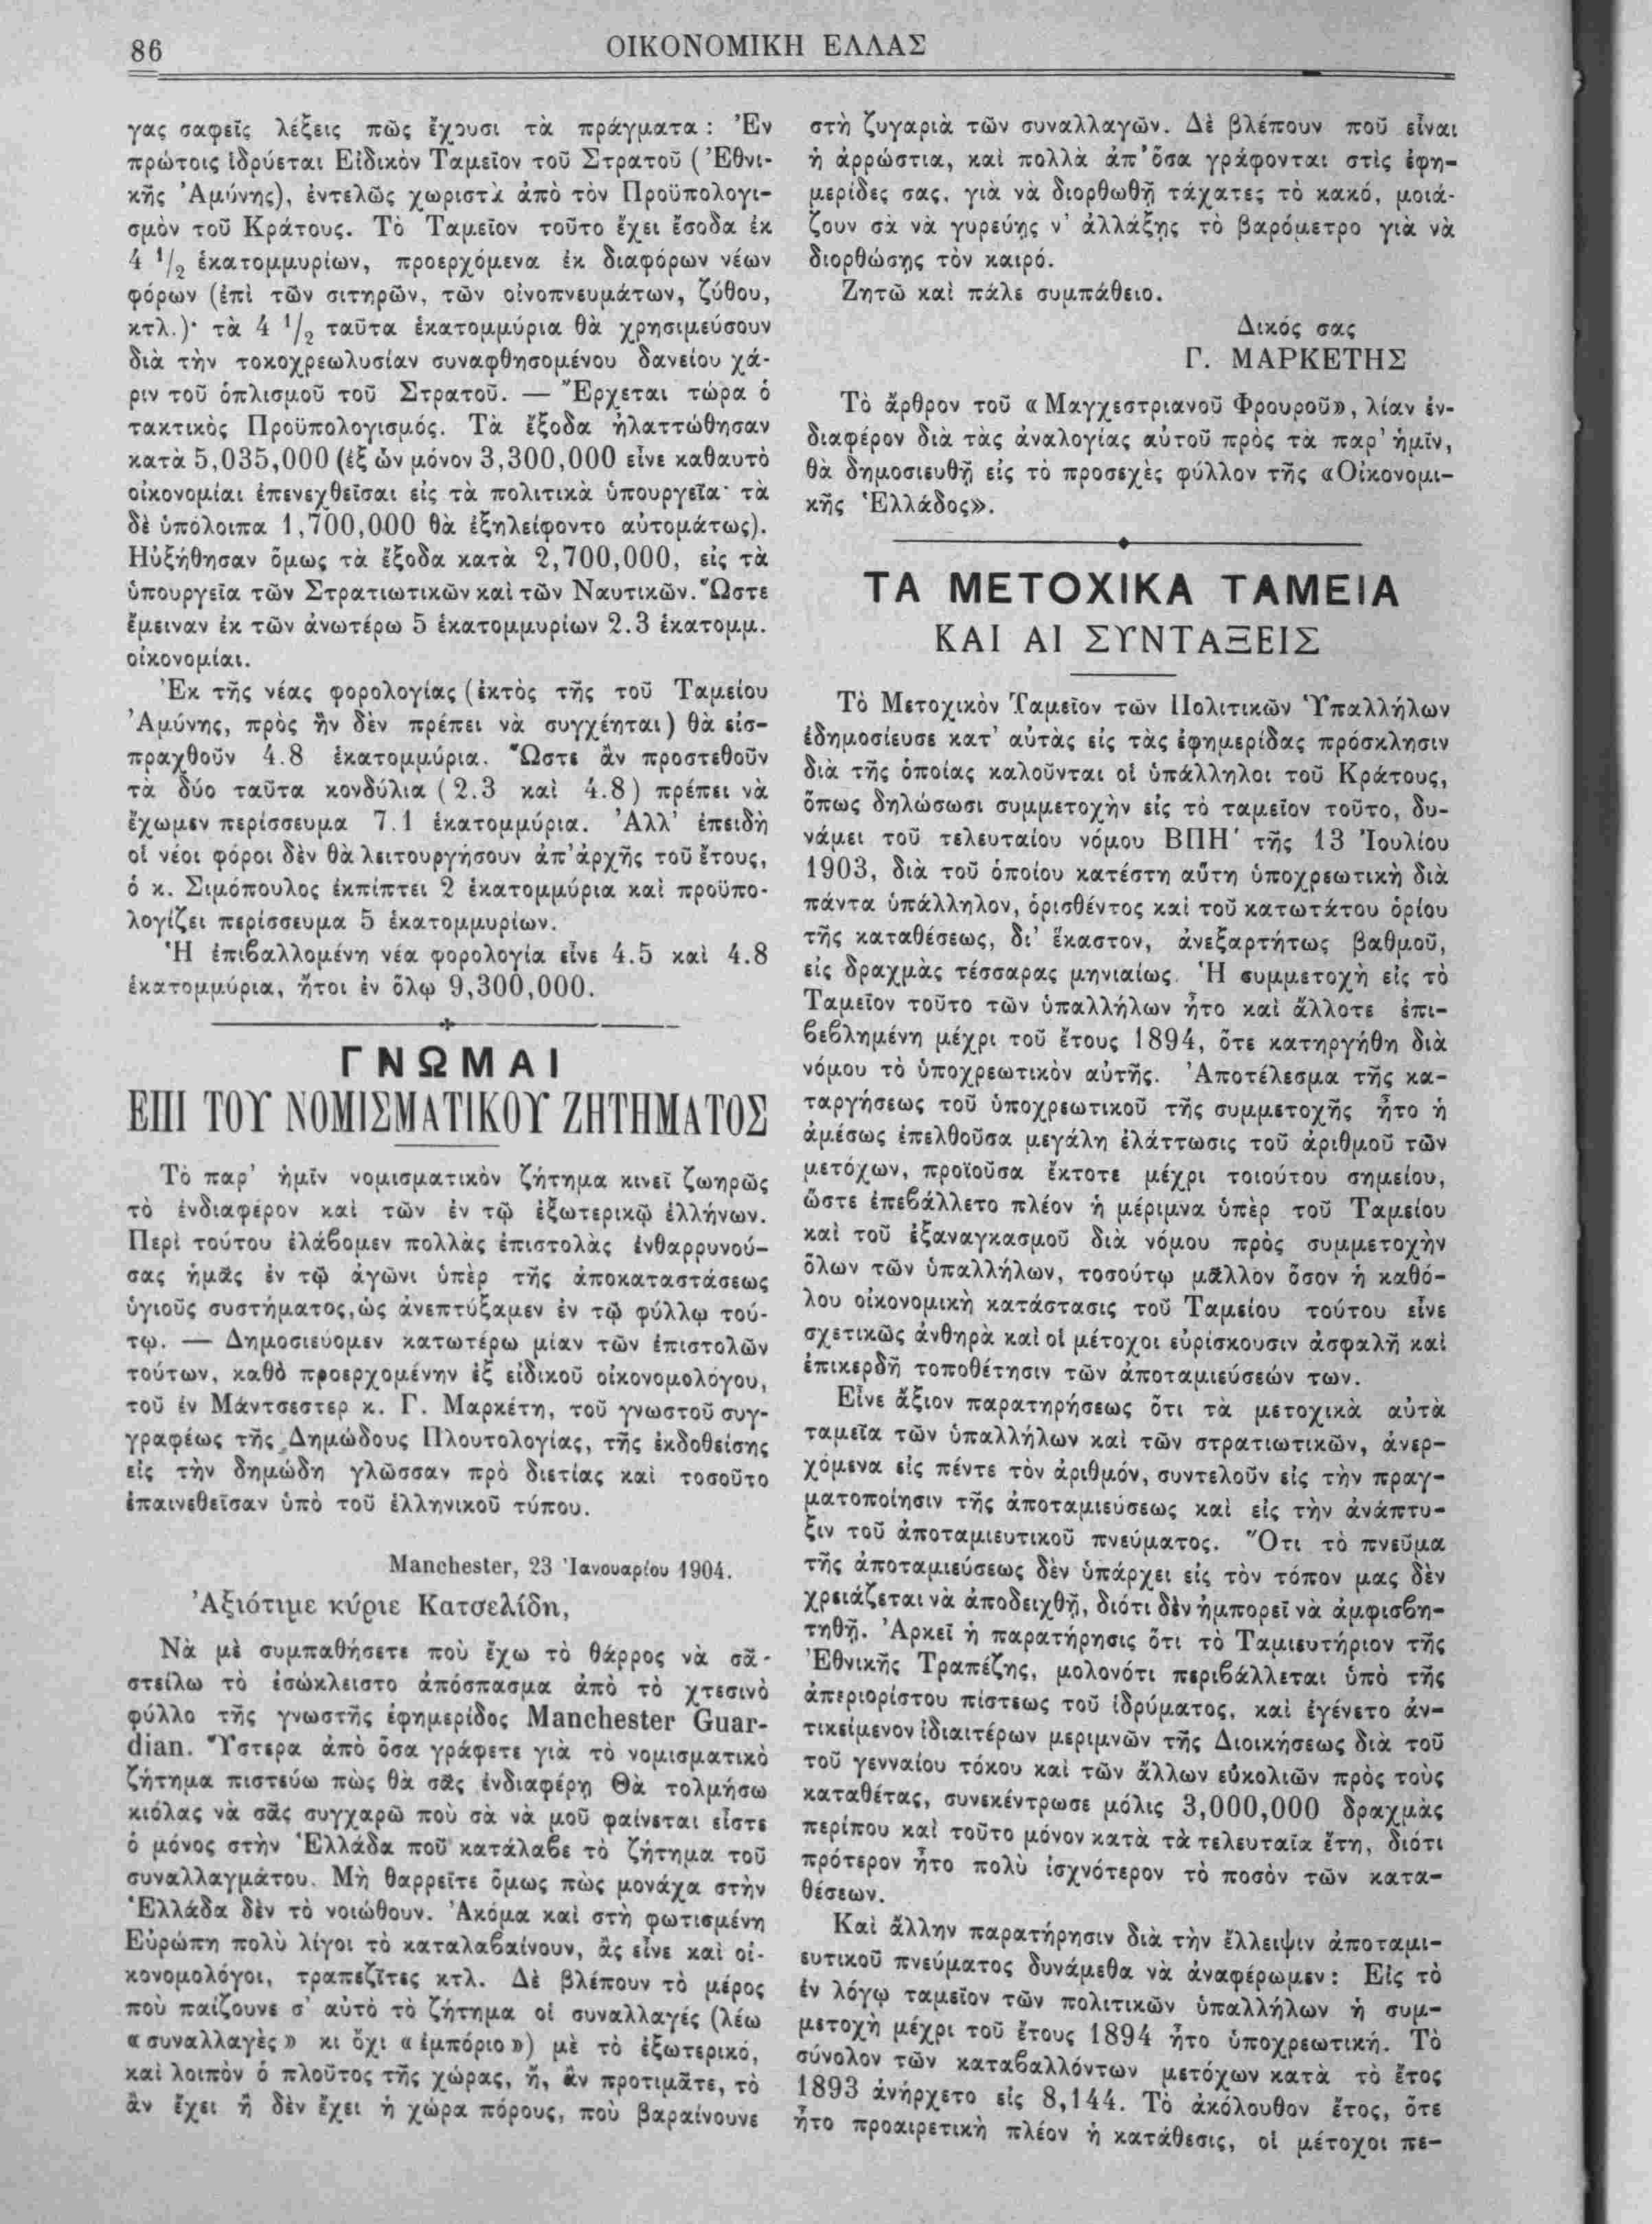 86
ΟΙΚΟΝΟΜΙΚΗ ΕΛΛΑΣ
γας σαφεῖς λέξεις πῶς ἔχουσι τὰ πράγματα : Ἐν
πρώτοις ἱδρύεται Εἰδικὸν Ταμεῖον τοῦ Στρατοῦ (Ἐθνι-
κῆς Ἀμύνης), ἐντελῶς χωριστὰ ἀπὸ τὸν Προϋπολογι-
σμὸν τοῦ Κράτους. Τὸ Ταμεῖον τοῦτο ἔχει ἔσοδα ἐκ
4 1/2 ἑκατομμυρίων, προερχόμενα ἐκ διαφόρων νέων
φόρων (ἐπὶ τῶν σιτηρῶν, τῶν οἰνοπνευμάτων, ζύθου,
κτλ.)· τὰ 4 1/2 ταῦτα ἑκατομμύρια θὰ χρησιμεύσουν
διὰ τὴν τοκοχρεωλυσίαν συναφθησομένου δανείου χά-
ριν τοῦ ὁπλισμοῦ τοῦ Στρατοῦ. — Ἔρχεται τώρα ὁ
τακτικὸς Προϋπολογισμός. Τὰ ἔξοδα ἠλαττώθησαν
κατὰ 5,035,000 (ἐξ ὧν μόνον 3,300,000 εἶνε καθαυτὸ
οἰκονομίαι ἐπενεχθεῖσαι εἰς τὰ πολιτικὰ ὑπουργεῖα· τὰ
δὲ ὑπόλοιπα 1,700,000 θὰ ἐξηλείφοντο αὐτομάτως).
Ηὐξήθησαν ὅμως τὰ ἔξοδα κατὰ 2,700,000, εἰς τὰ
ὑπουργεῖα τῶν Στρατιωτικῶν καὶ τῶν Ναυτικῶν. Ὥστε
ἔμειναν ἐκ τῶν ἀνωτέρω 5 ἑκατομμυρίων 2.3 ἑκατομμ.
οἰκονομίαι.
Ἐκ τῆς νέας φορολογίας (ἐκτὸς τῆς τοῦ Ταμείου
Ἀμύνης, πρὸς ἣν δὲν πρέπει νὰ συγχέηται) θὰ εἰσ-
πραχθοῦν 4.8 ἑκατομμύρια. Ὥστε ἂν προστεθοῦν
τὰ δύο ταῦτα κονδύλια (2.3 καὶ 4.8) πρέπει νὰ
ἔχωμεν περίσσευμα 7.1 ἑκατομμύρια. Ἀλλ' ἐπειδὴ
οἱ νέοι φόροι δὲν θὰ λειτουργήσουν ἀπ' ἀρχῆς τοῦ ἔτους,
ὁ κ. Σιμόπουλος ἐκπίπτει 2 ἑκατομμύρια καὶ προϋπο-
λογίζει περίσσευμα 5 ἑκατομμυρίων.
Ἡ ἐπιβαλλομένη νέα φορολογία εἶνε 4.5 καὶ 4.8
ἑκατομμύρια, ἤτοι ἐν ὅλῳ 9,300,000.
ΓΝΩΜΑΙ
ΕΠΙ ΤΟΥ ΝΟΜΙΣΜΑΤΙΚΟΥ ΖΗΤΗΜΑΤΟΣ
Τὸ παρ' ἡμῖν νομισματικὸν ζήτημα κινεῖ ζωηρῶς
τὸ ἐνδιαφέρον καὶ τῶν ἐν τῷ ἐξωτερικῷ ἑλλήνων.
Περὶ τούτου ἐλάβομεν πολλὰς ἐπιστολὰς ἐνθαρρυνού-
σας ἡμᾶς ἐν τῷ ἀγῶνι ὑπὲρ τῆς ἀποκαταστάσεως
ὑγιοῦς συστήματος, ὡς ἀνεπτύξαμεν ἐν τῷ φύλλῳ τού-
τῳ. — Δημοσιεύομεν κατωτέρω μίαν τῶν ἐπιστολῶν
τούτων, καθὸ προερχομένην ἐξ εἰδικοῦ οἰκονομολόγου,
τοῦ ἐν Μάντσεστερ κ. Γ. Μαρκέτη, τοῦ γνωστοῦ συγ-
γραφέως τῆς Δημώδους Πλουτολογίας, τῆς ἐκδοθείσης
εἰς τὴν δημώδη γλῶσσαν πρὸ διετίας καὶ τοσοῦτο
ἐπαινεθεῖσαν ὑπὸ τοῦ ἑλληνικοῦ τύπου.
Manchester, 23 Ἰανουαρίου 1904.
Ἀξιότιμε κύριε Κατσελίδη,
Νὰ μὲ συμπαθήσετε ποὺ ἔχω τὸ θάρρος νὰ σᾶ-
στείλω τὸ ἐσώκλειστο ἀπόσπασμα ἀπὸ τὸ χτεσινὸ
φύλλο τῆς γνωστῆς ἐφημερίδος Manchester Guar-
dian. Ὕστερα ἀπὸ ὅσα γράφετε γιὰ τὸ νομισματικὸ
ζήτημα πιστεύω πὼς θὰ σᾶς ἐνδιαφέρῃ Θὰ τολμήσω
κιόλας νὰ σᾶς συγχαρῶ ποὺ σὰ νὰ μοῦ φαίνεται εἶστε
ὁ μόνος στὴν Ἑλλάδα ποῦ κατάλαβε τὸ ζήτημα τοῦ
συναλλαγμάτου. Μὴ θαρρεῖτε ὅμως πὼς μονάχα στὴν
Ἑλλάδα δὲν τὸ νοιώθουν. Ἀκόμα καὶ στὴ φωτισμένη
Εὐρώπη πολὺ λίγοι τὸ καταλαβαίνουν, ἂς εἶνε καὶ οἰ-
κονομολόγοι, τραπεζῖτες κτλ. Δὲ βλέπουν τὸ μέρος
ποὺ παίζουνε σ' αὐτὸ τὸ ζήτημα οἱ συναλλαγές (λέω
«συναλλαγὲς» κι ὄχι «ἐμπόριο») μὲ τὸ ἐξωτερικό,
καὶ λοιπὸν ὁ πλοῦτος τῆς χώρας, ἤ, ἂν προτιμᾶτε, τὸ
ἂν ἔχει ἢ δὲν ἔχει ἡ χώρα πόρους, ποὺ βαραίνουνε
στὴ ζυγαριὰ τῶν συναλλαγῶν. Δὲ βλέπουν ποῦ εἶναι
ἡ ἀρρώστια, καὶ πολλὰ ἀπ' ὅσα γράφονται στὶς ἐφη-
μερίδες σας, γιὰ νὰ διορθωθῇ τάχατες τὸ κακό, μοιά-
ζουν σὰ νὰ γυρεύῃς ν' ἀλλάξῃς τὸ βαρόμετρο γιὰ νὰ
διορθώσῃς τὸν καιρό.
Ζητῶ καὶ πάλε συμπάθειο.
Δικός σας
Γ. ΜΑΡΚΕΤΗΣ
Τὸ ἄρθρον τοῦ «Μαγχεστριανοῦ Φρουροῦ», λίαν ἐν-
διαφέρον διὰ τὰς ἀναλογίας αὐτοῦ πρὸς τὰ παρ' ἡμῖν,
θὰ δημοσιευθῇ εἰς τὸ προσεχὲς φύλλον τῆς «Οἰκονομι-
κῆς Ἑλλάδος».
ΤΑ ΜΕΤΟΧΙΚΑ ΤΑΜΕΙΑ
ΚΑΙ ΑΙ ΣΥΝΤΑΞΕΙΣ
Τὸ Μετοχικὸν Ταμεῖον τῶν Πολιτικῶν Ὑπαλλήλων
ἐδημοσίευσε κατ' αὐτὰς εἰς τὰς ἐφημερίδας πρόσκλησιν
διὰ τῆς ὁποίας καλοῦνται οἱ ὑπάλληλοι τοῦ Κράτους,
ὅπως δηλώσωσι συμμετοχὴν εἰς τὸ ταμεῖον τοῦτο, δυ-
νάμει τοῦ τελευταίου νόμου ΒΠΗ' τῆς 13 Ἰουλίου
1903, διὰ τοῦ ὁποίου κατέστη αὕτη ὑποχρεωτικὴ διὰ
πάντα ὑπάλληλον, ὁρισθέντος καὶ τοῦ κατωτάτου ὁρίου
τῆς καταθέσεως, δι' ἕκαστον, ἀνεξαρτήτως βαθμοῦ,
εἰς δραχμὰς τέσσαρας μηνιαίως. Ἡ συμμετοχὴ εἰς τὸ
Ταμεῖον τοῦτο τῶν ὑπαλλήλων ἦτο καὶ ἄλλοτε ἐπι-
βεβλημένη μέχρι τοῦ ἔτους 1894, ὅτε κατηργήθη διὰ
νόμου τὸ ὑποχρεωτικὸν αὐτῆς. Ἀποτέλεσμα τῆς κα-
ταργήσεως τοῦ ὑποχρεωτικοῦ τῆς συμμετοχῆς ἦτο ἡ
ἀμέσως ἐπελθοῦσα μεγάλη ἐλάττωσις τοῦ ἀριθμοῦ τῶν
μετόχων, προϊοῦσα ἔκτοτε μέχρι τοιούτου σημείου,
ὥστε ἐπεβάλλετο πλέον ἡ μέριμνα ὑπὲρ τοῦ Ταμείου
καὶ τοῦ ἐξαναγκασμοῦ διὰ νόμου πρὸς συμμετοχὴν
ὅλων τῶν ὑπαλλήλων, τοσούτῳ μᾶλλον ὅσον ἡ καθό-
λου οἰκονομικὴ κατάστασις τοῦ Ταμείου τούτου εἶνε
σχετικῶς ἀνθηρὰ καὶ οἱ μέτοχοι εὑρίσκουσιν ἀσφαλῆ καὶ
ἐπικερδῆ τοποθέτησιν τῶν ἀποταμιεύσεών των.
Εἶνε ἄξιον παρατηρήσεως ὅτι τὰ μετοχικὰ αὐτὰ
ταμεῖα τῶν ὑπαλλήλων καὶ τῶν στρατιωτικῶν, ἀνερ-
χόμενα εἰς πέντε τὸν ἀριθμόν, συντελοῦν εἰς τὴν πραγ-
ματοποίησιν τῆς ἀποταμιεύσεως καὶ εἰς τὴν ἀνάπτυ-
ξιν τοῦ ἀποταμιευτικοῦ πνεύματος. Ὅτι τὸ πνεῦμα
τῆς ἀποταμιεύσεως δὲν ὑπάρχει εἰς τὸν τόπον μας δὲν
χρειάζεται νὰ ἀποδειχθῇ, διότι δὲν ἠμπορεῖ νὰ ἀμφισβη-
τηθῇ. Ἀρκεῖ ἡ παρατήρησις ὅτι τὸ Ταμιευτήριον τῆς
Ἐθνικῆς Τραπέζης, μολονότι περιβάλλεται ὑπὸ τῆς
ἀπεριορίστου πίστεως τοῦ ἱδρύματος, καὶ ἐγένετο ἀν-
τικείμενον ἰδιαιτέρων μεριμνῶν τῆς Διοικήσεως διὰ τοῦ
τοῦ γενναίου τόκου καὶ τῶν ἄλλων εὐκολιῶν πρὸς τοὺς
καταθέτας, συνεκέντρωσε μόλις 3,000,000 δραχμὰς
περίπου καὶ τοῦτο μόνον κατὰ τὰ τελευταῖα ἔτη, διότι
πρότερον ἦτο πολὺ ἰσχνότερον τὸ ποσὸν τῶν κατα-
θέσεων.
Καὶ ἄλλην παρατήρησιν διὰ τὴν ἔλλειψιν ἀποταμι-
ευτικοῦ πνεύματος δυνάμεθα νὰ ἀναφέρωμεν : Εἰς τὸ
ἐν λόγῳ ταμεῖον τῶν πολιτικῶν ὑπαλλήλων ἡ συμ-
μετοχὴ μέχρι τοῦ ἔτους 1894 ἦτο ὑποχρεωτική. Τὸ
σύνολον τῶν καταβαλλόντων μετόχων κατὰ τὸ ἔτος
1893 ἀνήρχετο εἰς 8,144. Τὸ ἀκόλουθον ἔτος, ὅτε
ἦτο προαιρετικὴ πλέον ἡ κατάθεσις, οἱ μέτοχοι πε-